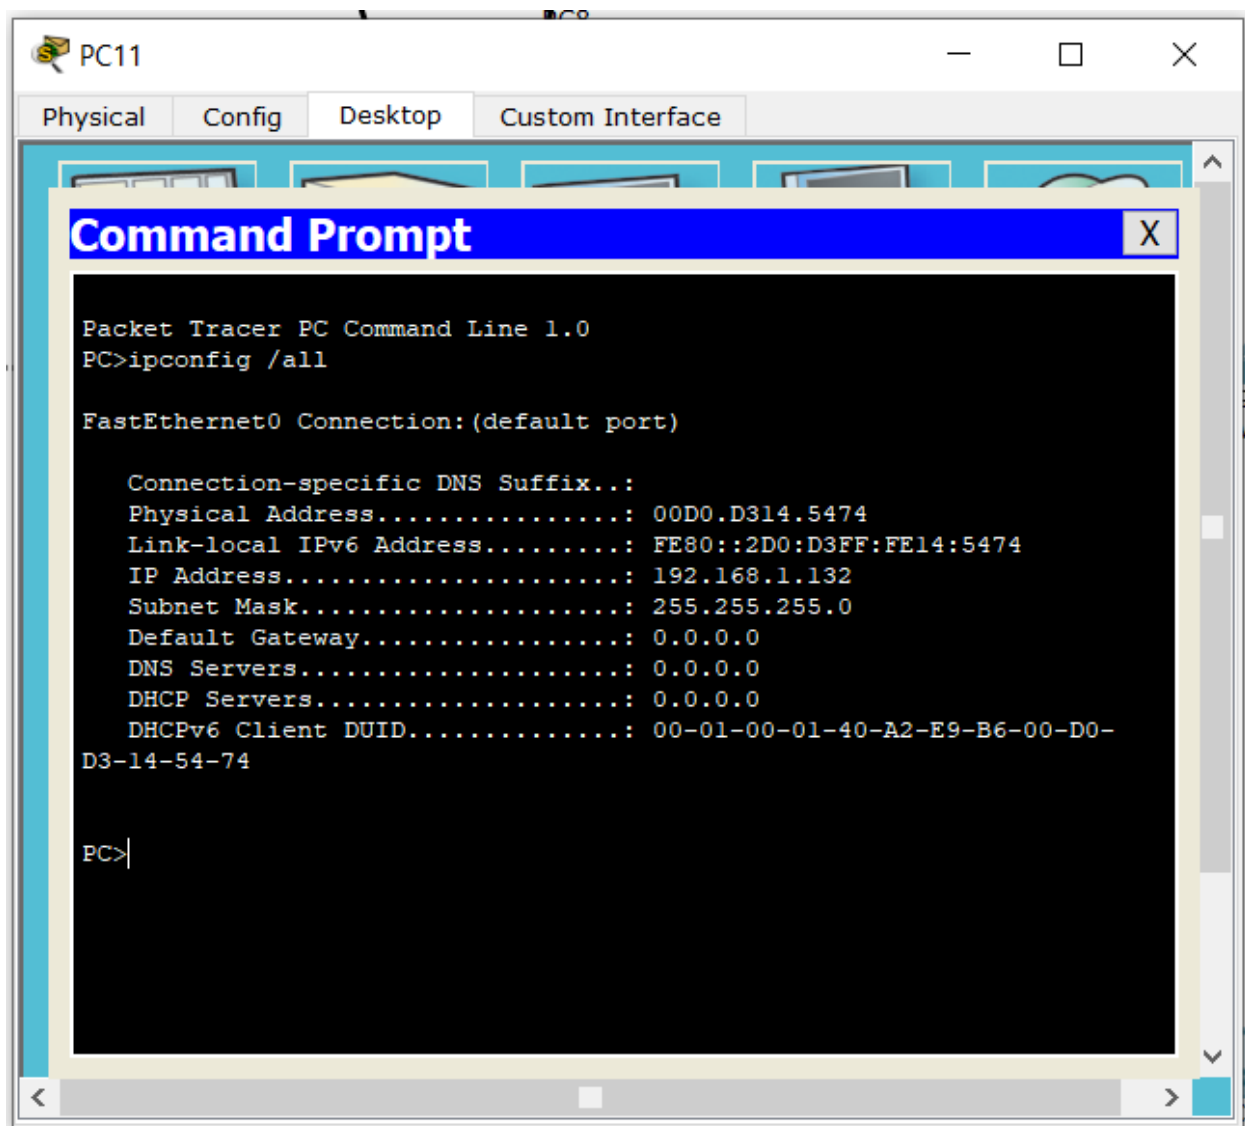 PC8
PC11
Physical Config Desktop Custom Interface
Command Prompt X
Packet Tracer PC Command Line 1.0
PC>ipconfig /all
FastEthernet0 Connection:(default port)
Connection-specific DNS Suffix..:
Physical Address................: 00D0.D314.5474
Link-local IPv6 Address.........: FE80::2D0:D3FF:FE14:5474
IP Address......................: 192.168.1.132
Subnet Mask.....................: 255.255.255.0
Default Gateway.................: 0.0.0.0
DNS Servers.....................: 0.0.0.0
DHCP Servers....................: 0.0.0.0
DHCPv6 Client DUID..............: 00-01-00-01-40-A2-E9-B6-00-D0-
D3-14-54-74
PC>